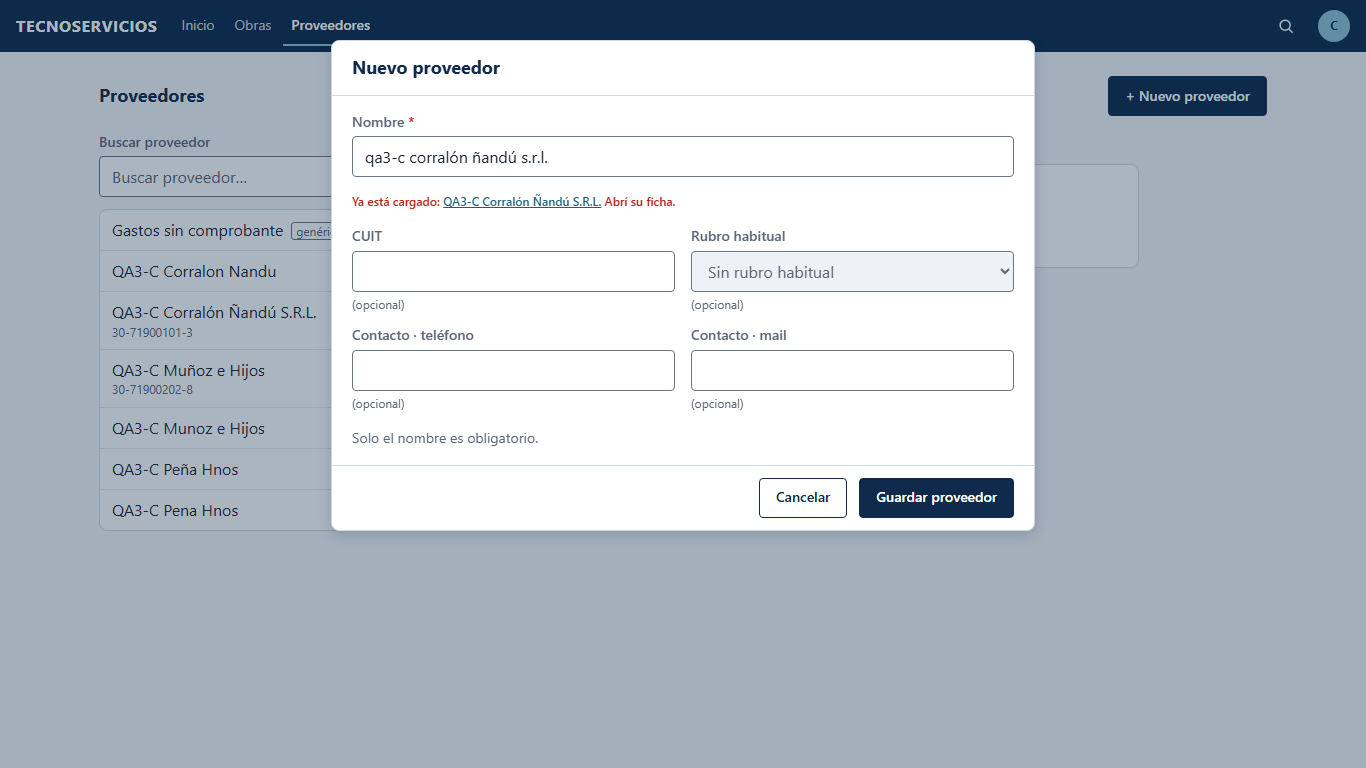 TECNOSERVICIOS Inicio Obras Proveedores C
Nuevo proveedor
Proveedores
+ Nuevo proveedor
Nombre *
qa3-c corralón ñandú s.r.l.
Ya está cargado: QA3-C Corralón Ñandú S.R.L. Abrí su ficha.
Buscar proveedor
Buscar proveedor...
Gastos sin comprobante
QA3-C Corralon Nandu
QA3-C Corralón Ñandú S.R.L.
30-71900101-3
QA3-C Muñoz e Hijos
30-71900202-8
QA3-C Munoz e Hijos
QA3-C Peña Hnos
QA3-C Pena Hnos
CUIT
(opcional)
Rubro habitual
Sin rubro habitual
(opcional)
Contacto · teléfono
(opcional)
Contacto · mail
(opcional)
Solo el nombre es obligatorio.
Cancelar
Guardar proveedor